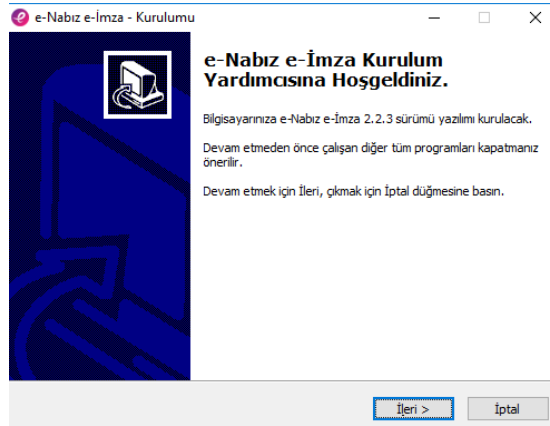 e-Nabız e-İmza - Kurulumu
e-Nabız e-İmza Kurulum
Yardımcısına Hoşgeldiniz.
Bilgisayarınıza e-Nabız e-İmza 2.2.3 sürümü yazılımı kurulacak.
Devam etmeden önce çalışan diğer tüm programları kapatmanız
önerilir.
Devam etmek için İleri, çıkmak için İptal düğmesine basın.
İleri >
İptal